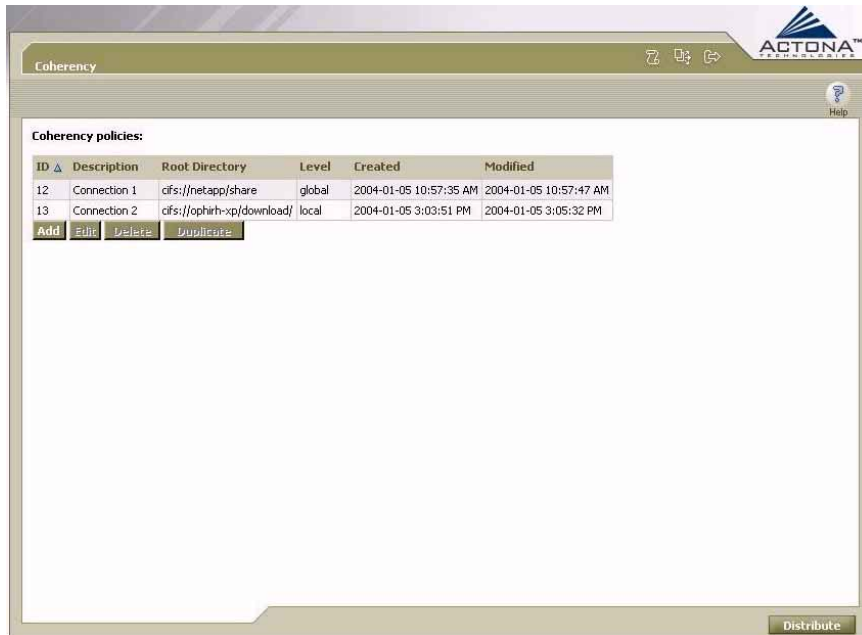 ACTONA™
TECHNOLOGIES
Coherency
Help
Coherency policies:
ID Description Root Directory Level Created Modified
12 Connection 1 cifs://netapp/share global 2004-01-05 10:57:35 AM 2004-01-05 10:57:47 AM
13 Connection 2 cifs://ophirh-xp/download/ local 2004-01-05 3:03:51 PM 2004-01-05 3:05:32 PM
Add Edit Delete Duplicate
Distribute